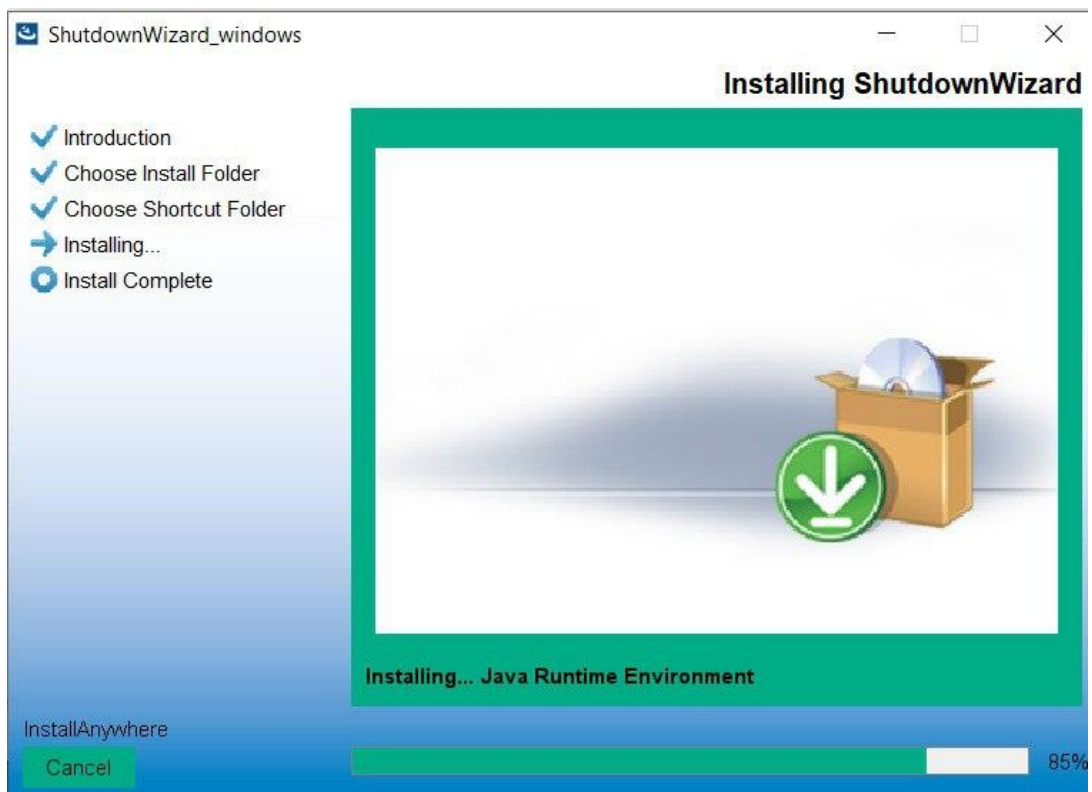 ShutdownWizard_windows
Installing ShutdownWizard
Introduction
Choose Install Folder
Choose Shortcut Folder
Installing...
Install Complete
Installing... Java Runtime Environment
InstallAnywhere
Cancel
85%